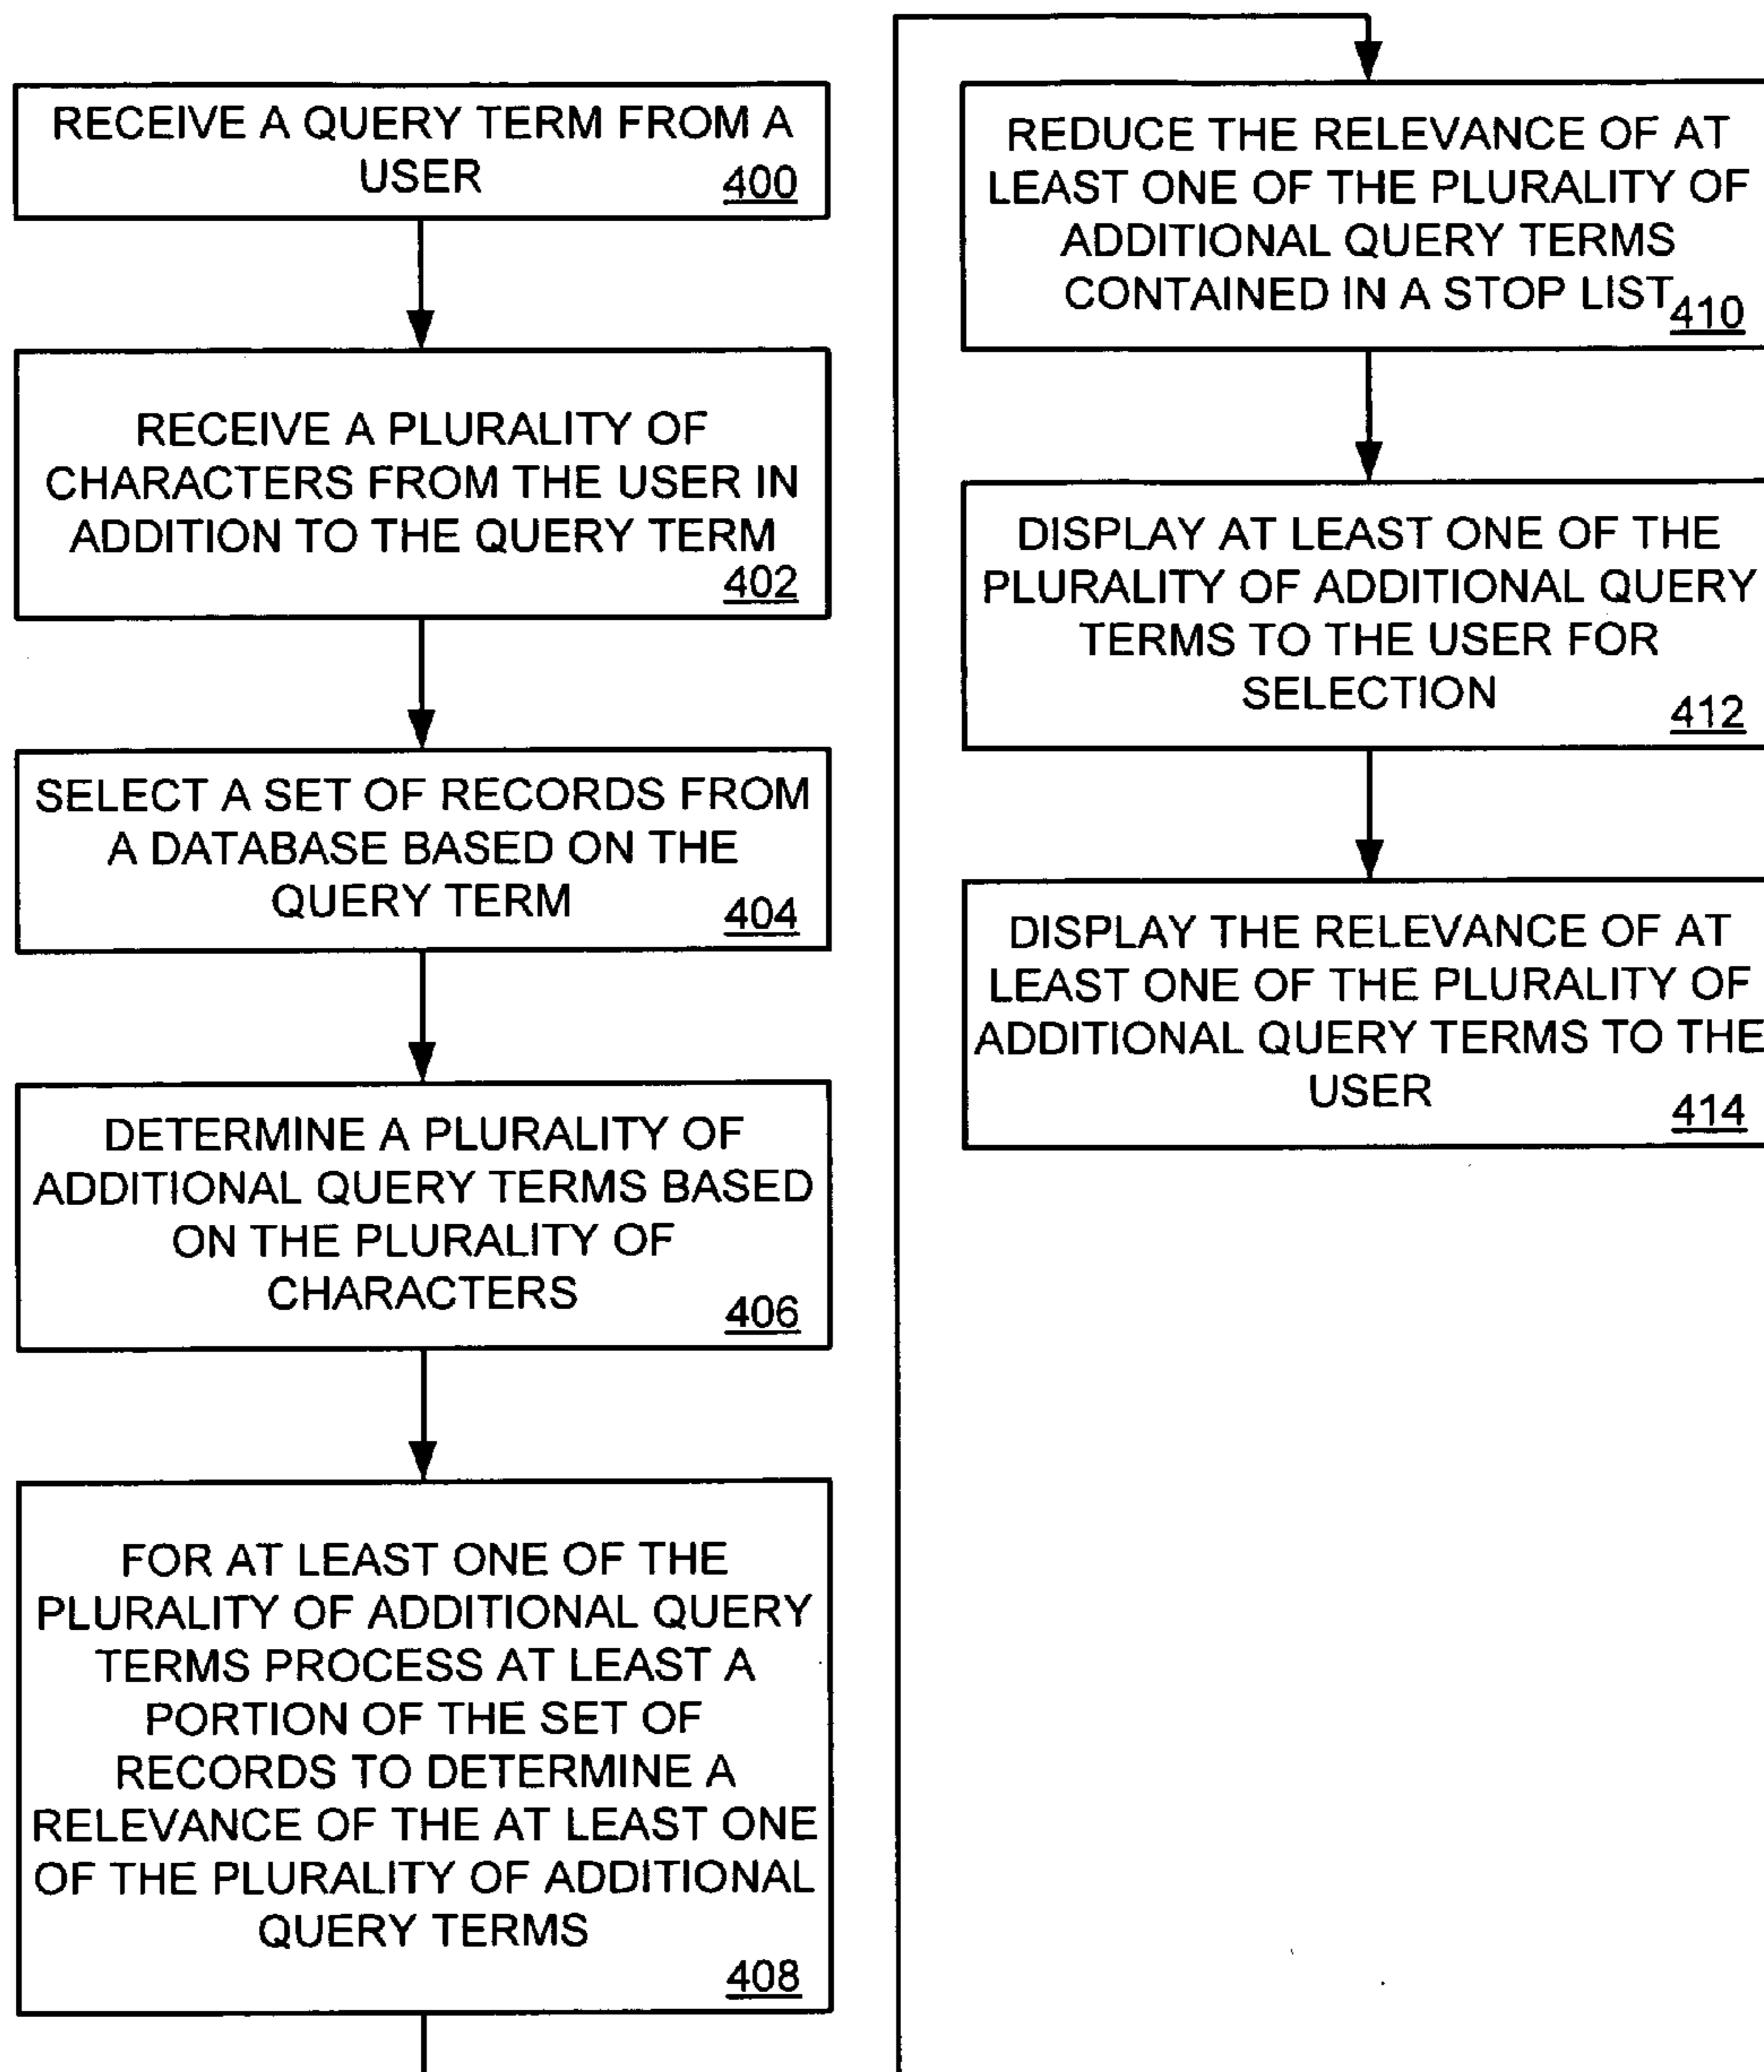 RECEIVE A QUERY TERM FROM A
USER
400
RECEIVE A PLURALITY OF
CHARACTERS FROM THE USER IN
ADDITION TO THE QUERY TERM
402
SELECT A SET OF RECORDS FROM
A DATABASE BASED ON THE
QUERY TERM
404
DETERMINE A PLURALITY OF
ADDITIONAL QUERY TERMS BASED
ON THE PLURALITY OF
CHARACTERS
406
FOR AT LEAST ONE OF THE
PLURALITY OF ADDITIONAL QUERY
TERMS PROCESS AT LEAST A
PORTION OF THE SET OF
RECORDS TO DETERMINE A
RELEVANCE OF THE AT LEAST ONE
OF THE PLURALITY OF ADDITIONAL
QUERY TERMS
408
REDUCE THE RELEVANCE OF AT
LEAST ONE OF THE PLURALITY OF
ADDITIONAL QUERY TERMS
CONTAINED IN A STOP LIST
410
DISPLAY AT LEAST ONE OF THE
PLURALITY OF ADDITIONAL QUERY
TERMS TO THE USER FOR
SELECTION
412
DISPLAY THE RELEVANCE OF AT
LEAST ONE OF THE PLURALITY OF
ADDITIONAL QUERY TERMS TO THE
USER
414